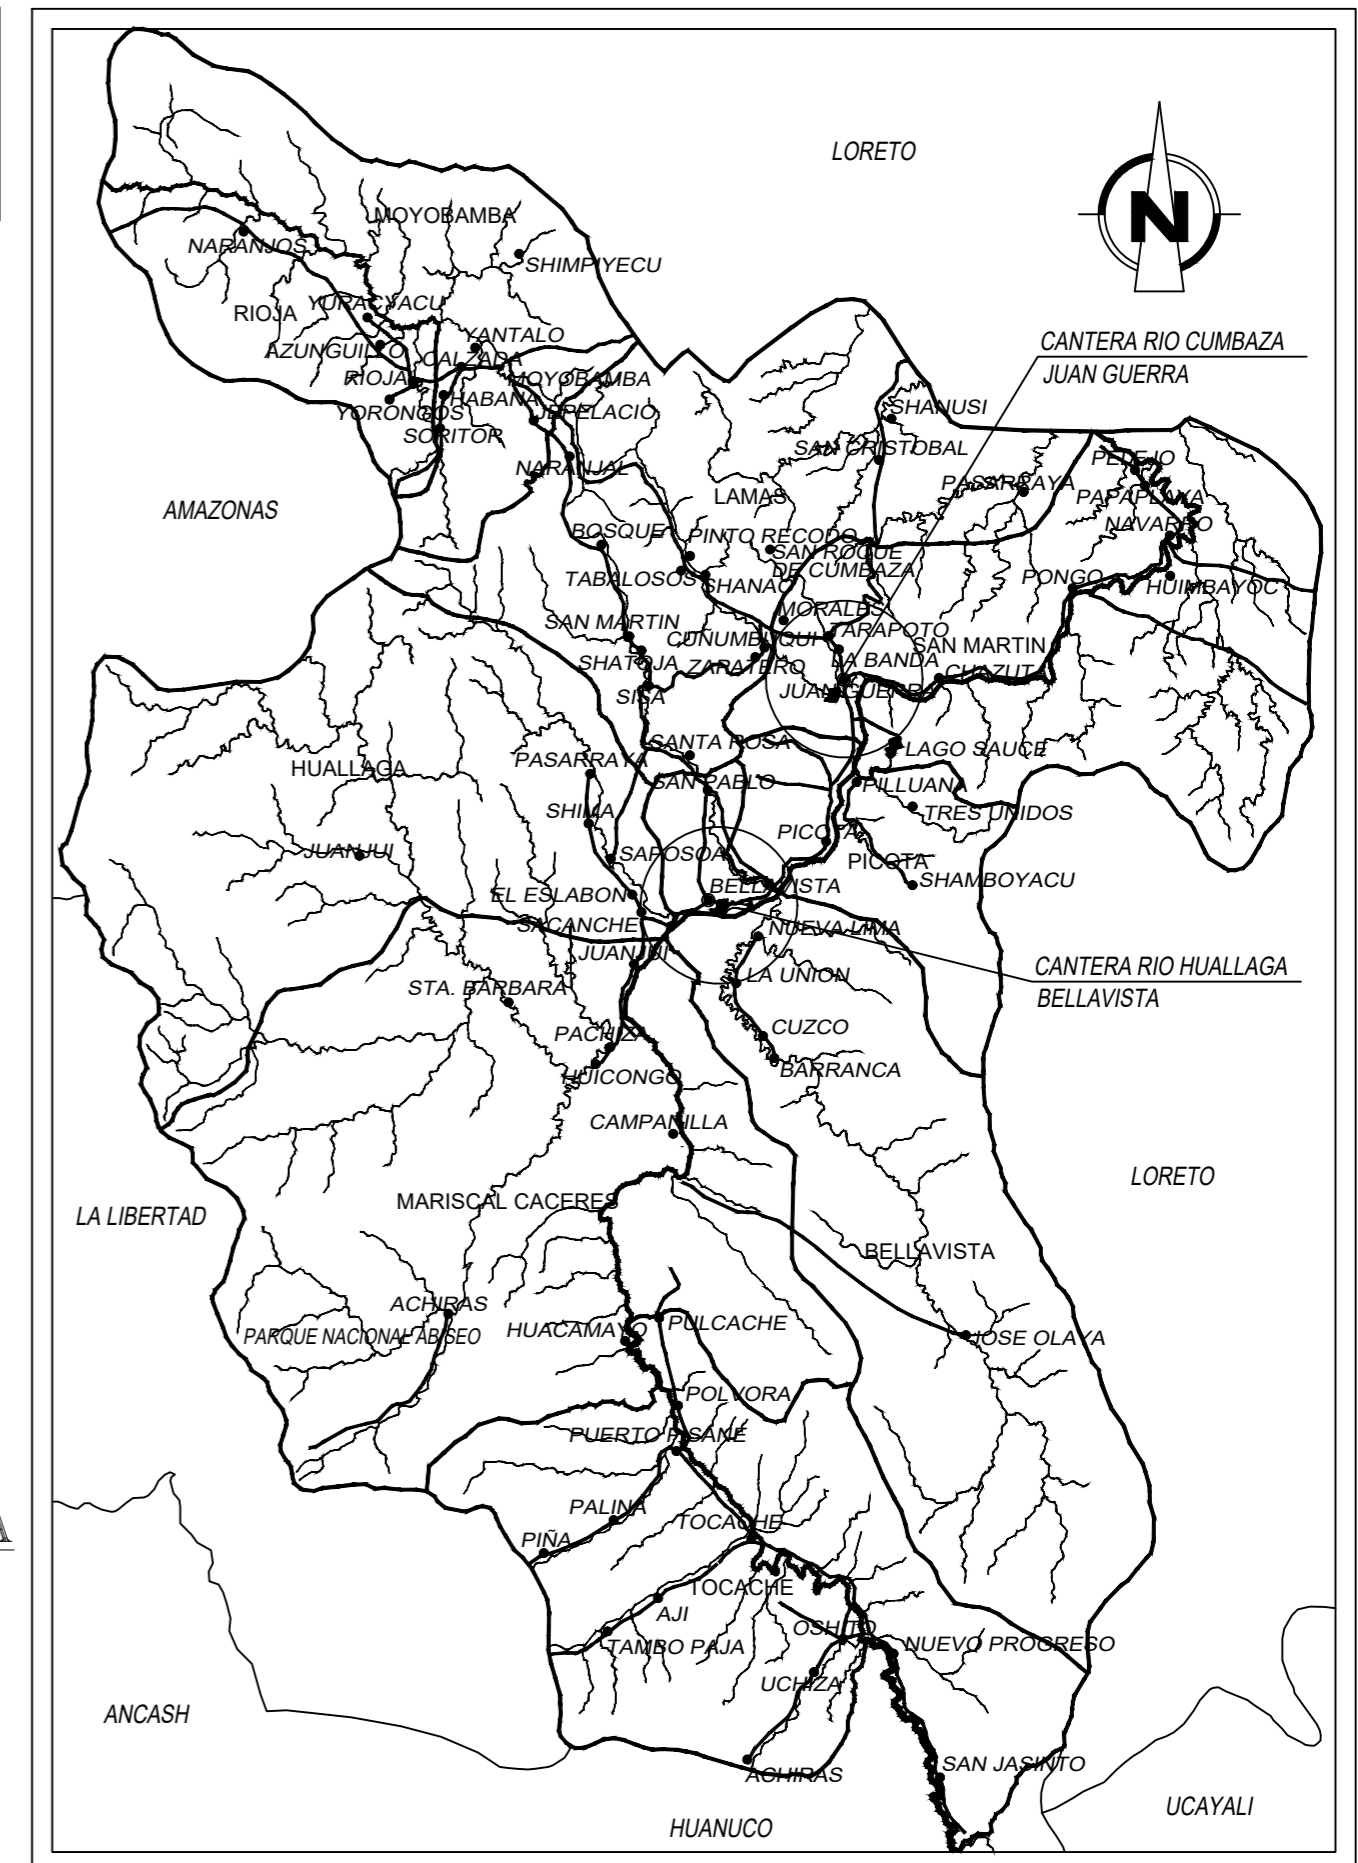 LORETO
N
MOYOBAMBA
NARANJOS
SHIMPIYECU
RIOJA
YURACYACU
AZUNGUILLO
YANTALO
CALZADA
RIOJA
MOYOBAMBA
HABANA
YORONGOS
JEPELACIO
SORITOR
NARANJAL
CANTERA RIO CUMBAZA
JUAN GUERRA
SHANUSI
SAN CRISTOBAL
PASARRAYA
PELEJO
PAPAPLAYA
NAVARRO
AMAZONAS
LAMAS
BOSQUE
PINTO RECODO
SAN ROQUE
DE CUMBAZA
TABALOSOS
SHANAO
PONGO
HUIMBAYOC
MORALES
SAN MARTIN
CUÑUMBUQUI
TARAPOTO
SAN MARTIN
SHATOJA
ZAPATERO
LA BANDA
CHAZUTA
SISA
JUAN GUERRA
SANTA ROSA
LAGO SAUCE
PASARRAYA
HUALLAGA
SAN PABLO
PILLUANA
SHIMA
TRES UNIDOS
PICOTA
JUANJUI
SAPOSOA
PICOTA
SHAMBOYACU
EL ESLABON
BELLAVISTA
SACANCHE
NUEVA LIMA
JUANJUI
LA UNION
CANTERA RIO HUALLAGA
BELLAVISTA
STA. BARBARA
PACHIZA
CUZCO
HUICONGO
BARRANCA
CAMPANILLA
LORETO
MARISCAL CACERES
LA LIBERTAD
BELLAVISTA
ACHIRAS
PARQUE NACIONAL ABISEO
HUACAMAYO
PULCACHE
JOSE OLAYA
POLVORA
PUERTO PISANE
PALINA
TOCACHE
PIÑA
TOCACHE
AJI
OSHITO
TAMBO PAJA
NUEVO PROGRESO
UCHIZA
ANCASH
SAN JASINTO
ACHIRAS
UCAYALI
HUANUCO